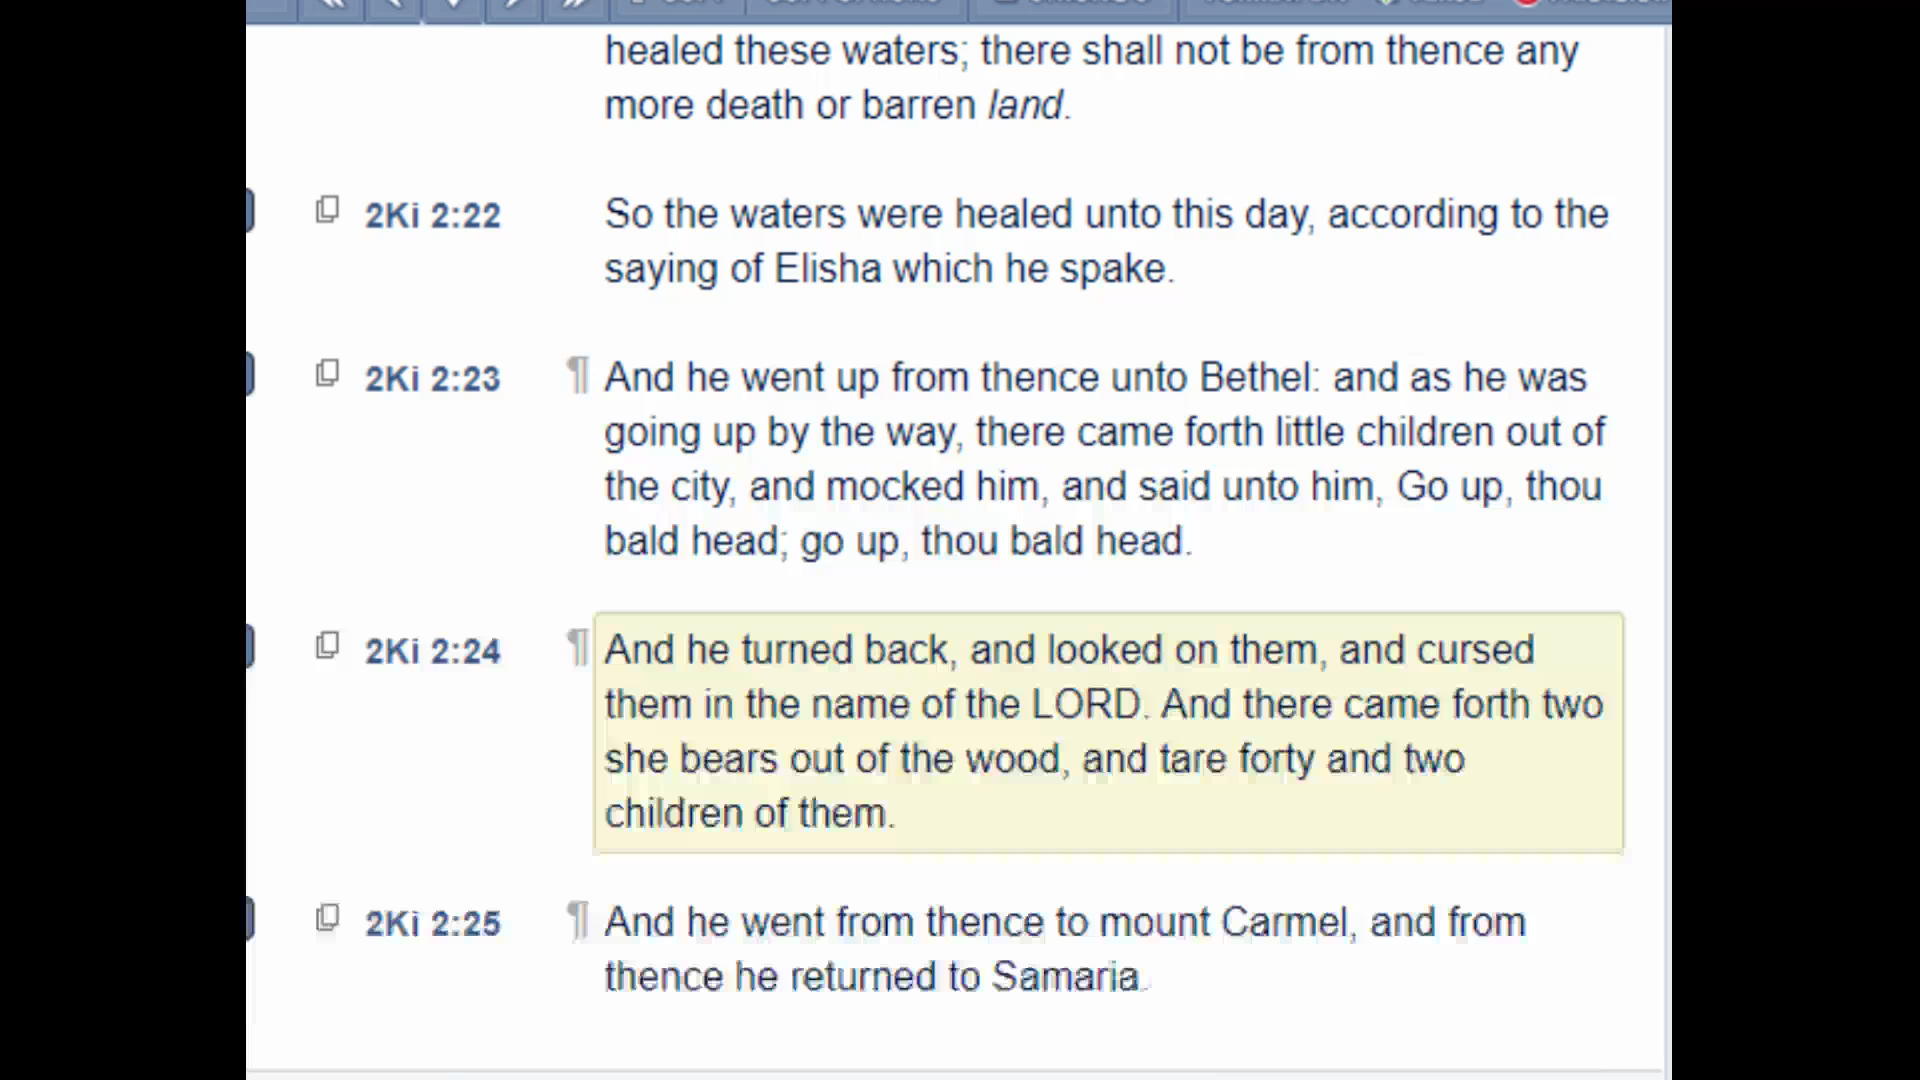 healed these waters; there shall not be from thence any
more death or barren land.
2Ki 2:22 So the waters were healed unto this day, according to the
saying of Elisha which he spake.
2Ki 2:23 ¶ And he went up from thence unto Bethel: and as he was
going up by the way, there came forth little children out of
the city, and mocked him, and said unto him, Go up, thou
bald head; go up, thou bald head.
2Ki 2:24 ¶ And he turned back, and looked on them, and cursed
them in the name of the LORD. And there came forth two
she bears out of the wood, and tare forty and two
children of them.
2Ki 2:25 ¶ And he went from thence to mount Carmel, and from
thence he returned to Samaria.